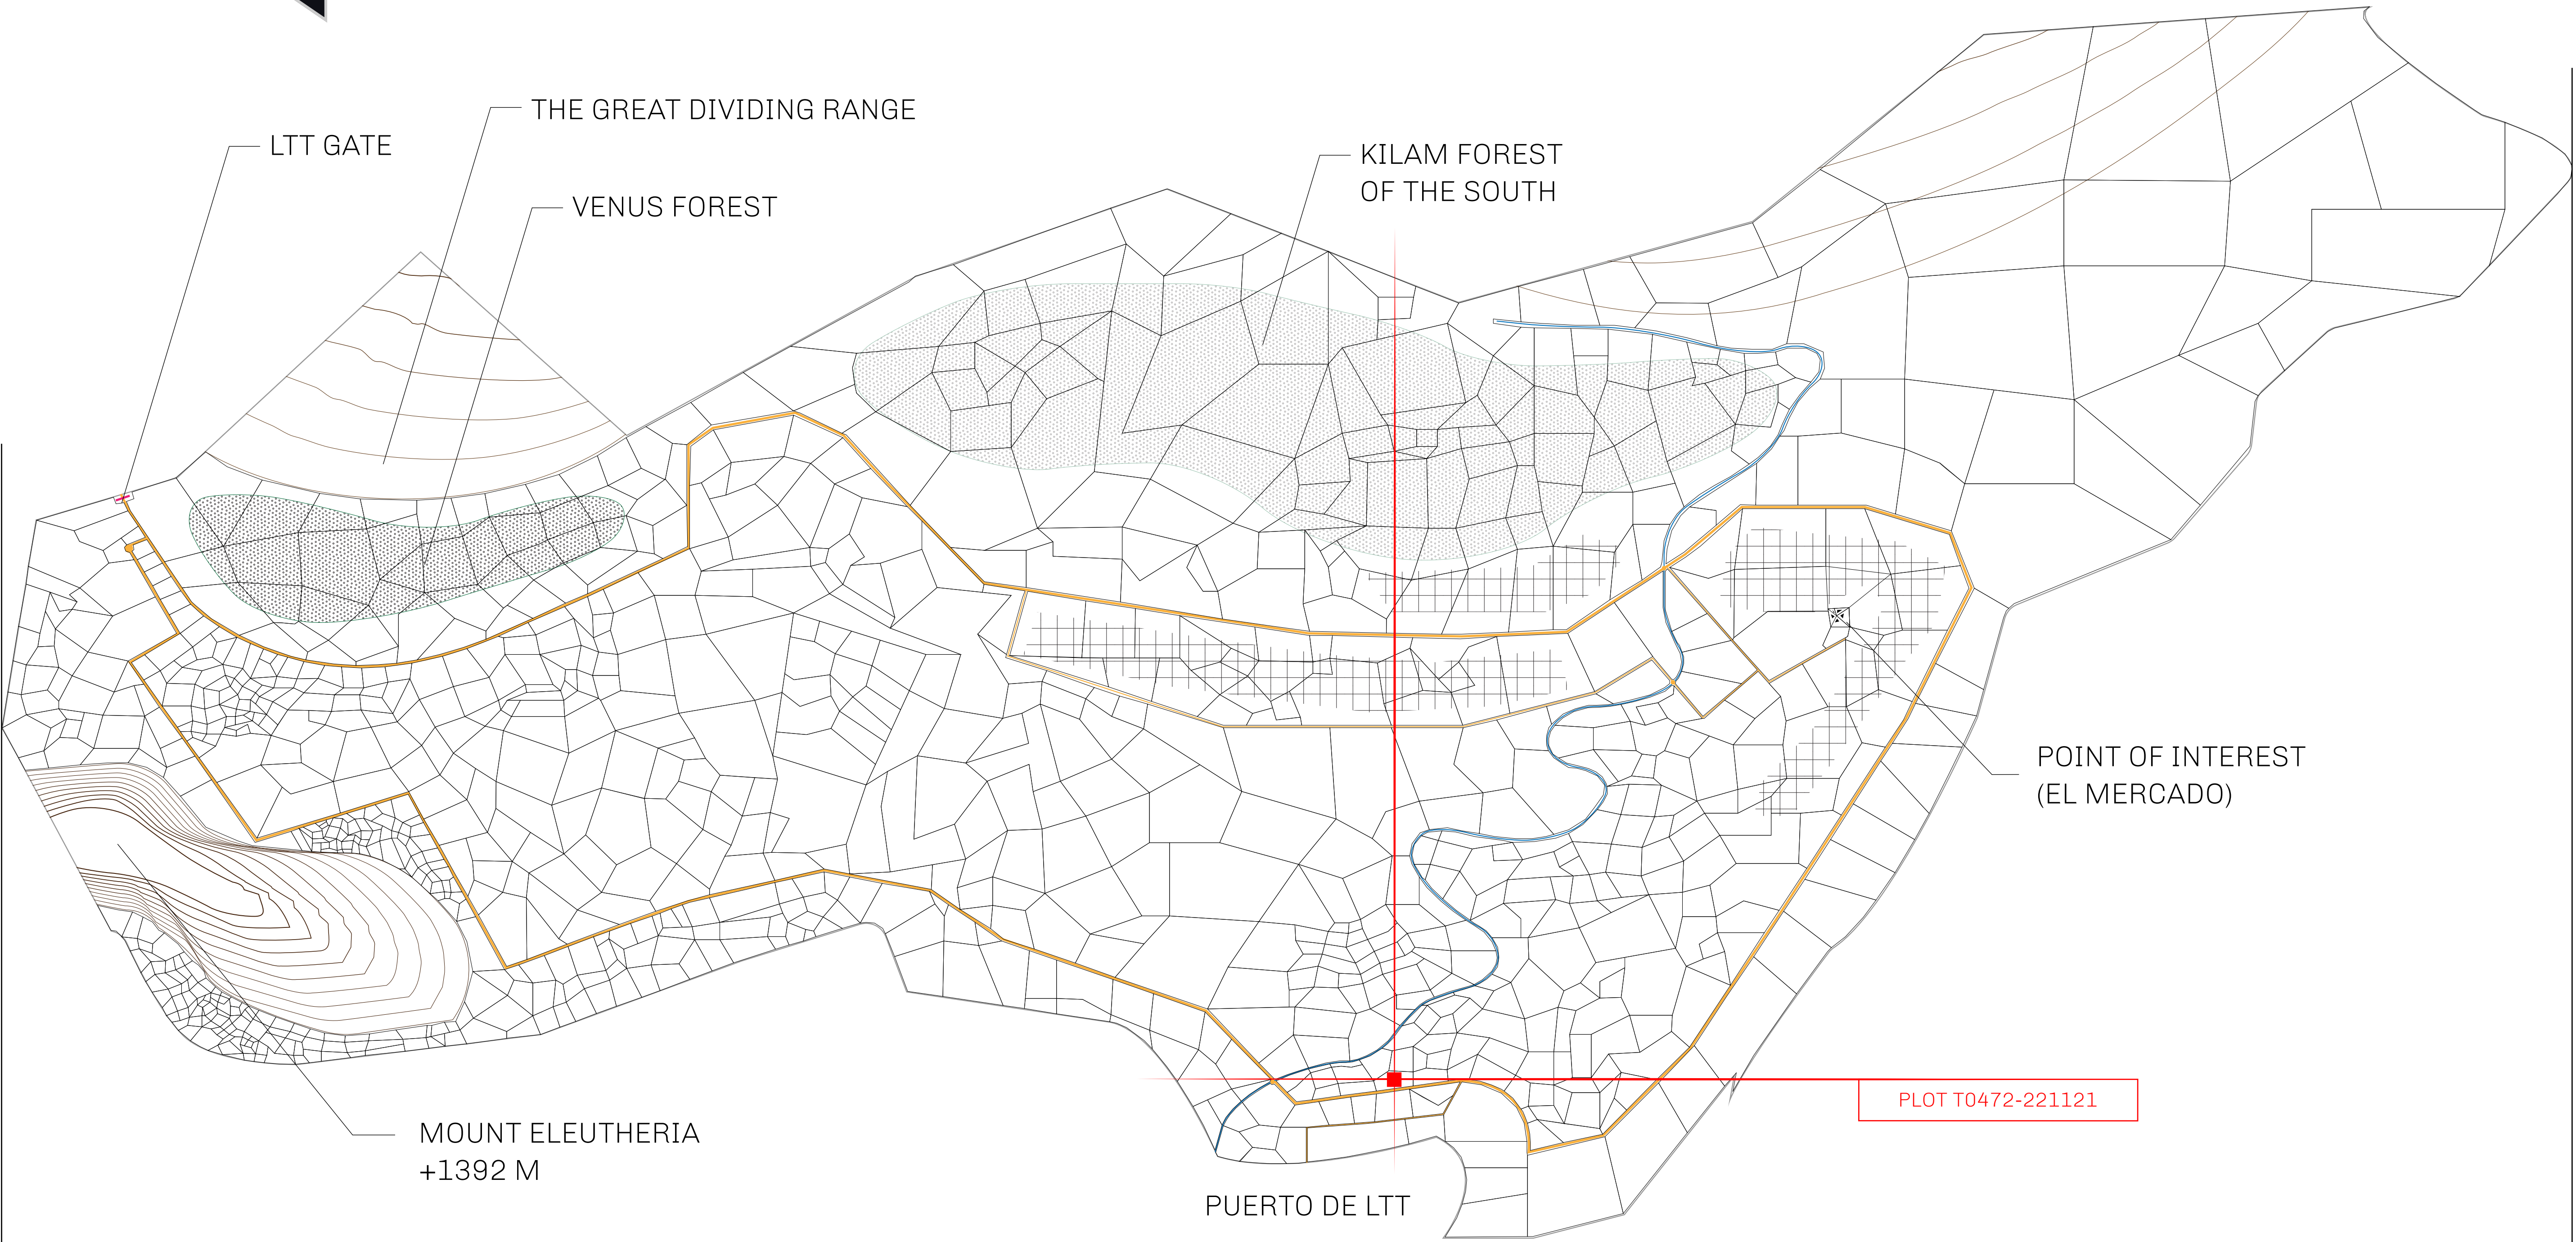 THE GREAT DIVIDING RANGE
LTT GATE
KILAM FOREST
OF THE SOUTH
VENUS FOREST
POINT OF INTEREST
(EL MERCADO)
PLOT T0472-221121
MOUNT ELEUTHERIA
+1392 M
PUERTO DE LTT